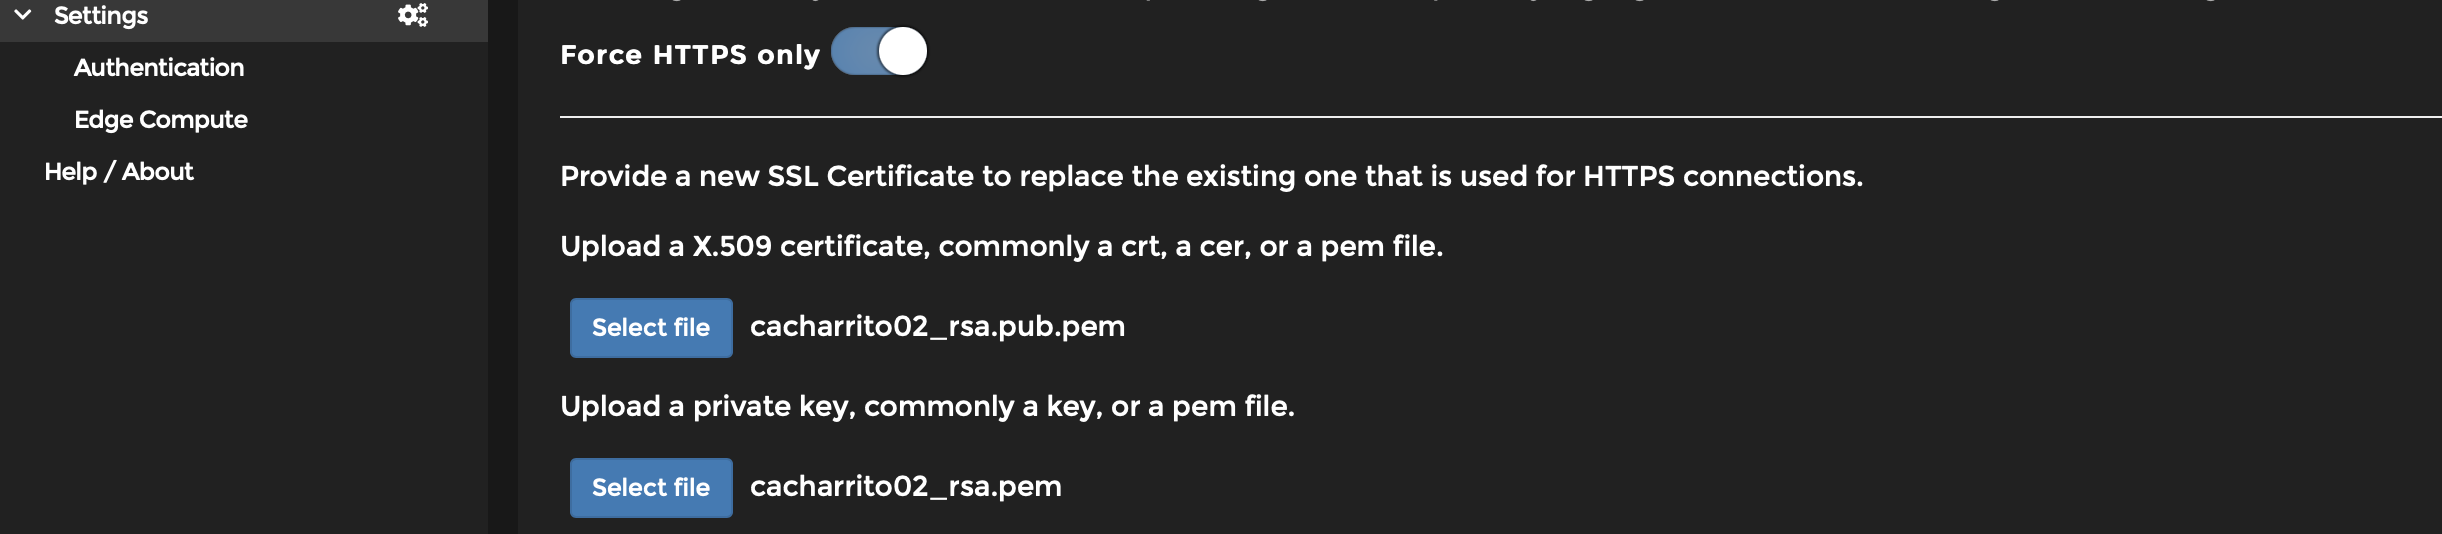 Settings
Authentication
Edge Compute
Help / About
Force HTTPS only
Provide a new SSL Certificate to replace the existing one that is used for HTTPS connections.
Upload a X.509 certificate, commonly a crt, a cer, or a pem file.
Select file cacharrito02_rsa.pub.pem
Upload a private key, commonly a key, or a pem file.
Select file cacharrito02_rsa.pem